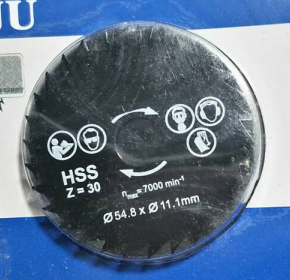 HSS
Z = 30
nmax=7000 min-1
Ø54.8 x Ø11.1mm